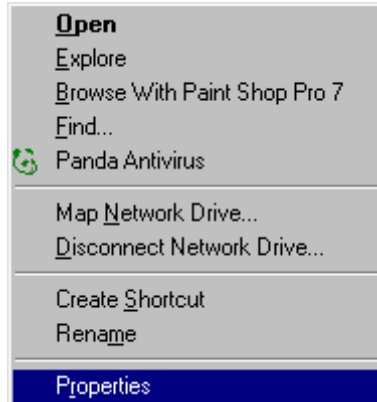 Open
Explore
Browse With Paint Shop Pro 7
Find...
Panda Antivirus
Map Network Drive...
Disconnect Network Drive...
Create Shortcut
Rename
Properties